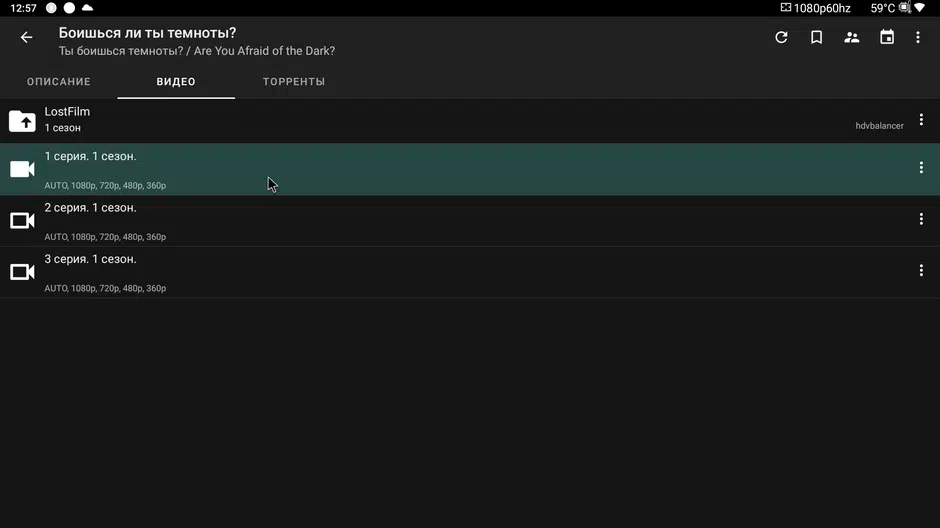 12:57
1080p60hz 59°C
Боишься ли ты темноты?
Ты боишься темноты? / Are You Afraid of the Dark?
ОПИСАНИЕ ВИДЕО ТОРРЕНТЫ
LostFilm
1 сезон
hdvbalancer
1 серия. 1 сезон.
AUTO, 1080p, 720p, 480p, 360p
2 серия. 1 сезон.
AUTO, 1080p, 720p, 480p, 360p
3 серия. 1 сезон.
AUTO, 1080p, 720p, 480p, 360p